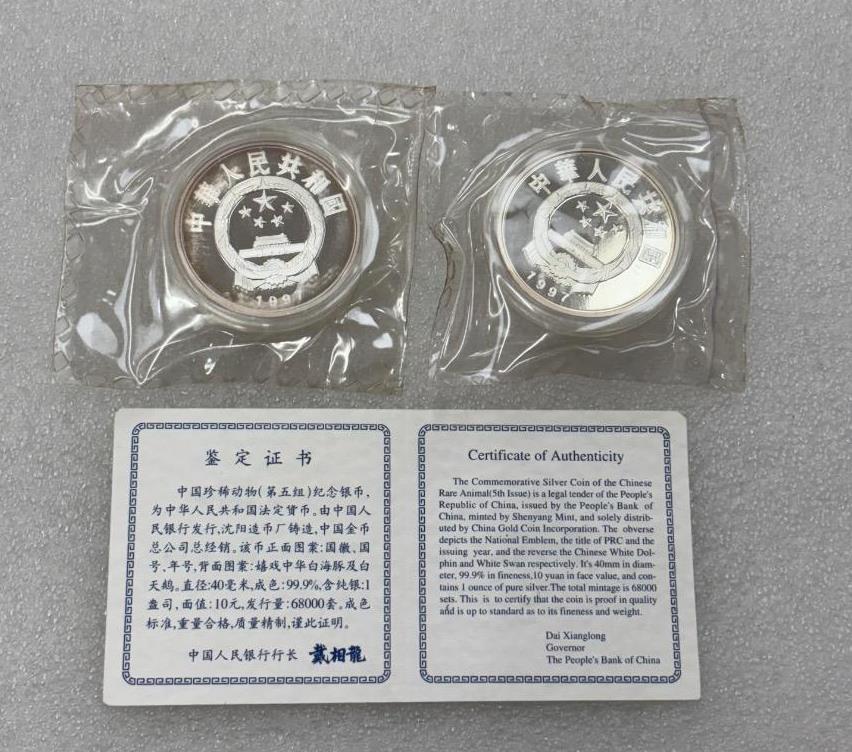 中華人民共和國
1997
中華人民共和國
1997
鉴定证书
中国珍稀动物(第五组)纪念银币,
为中华人民共和国法定货币。由中国人
民银行发行,沈阳造币厂铸造,中国金币
总公司总经销。该币正面图案:国徽、国
号、年号,背面图案:嬉戏中华白海豚及白
天鹅。直径:40毫米,成色:99.9%,含纯银:1
盎司,面值:10元,发行量:68000套。成色
标准,重量合格,质量精制,谨此证明。
中国人民银行行长 戴相龍
Certificate of Authenticity
The Commemorative Silver Coin of the Chinese
Rare Animal(5th Issue) is a legal tender of the People's
Republic of China, issued by the People's Bank of
China, minted by Shenyang Mint, and solely distrib-
uted by China Gold Coin Incorporation. The obverse
depicts the National Emblem, the title of PRC and the
issuing year, and the reverse the Chinese White Dol-
phin and White Swan respectively. It's 40mm in diam-
eter, 99.9% in fineness,10 yuan in face value, and con-
tains 1 ounce of pure silver.The total mintage is 68000
sets. This is to certify that the coin is proof in quality
and is up to standard as to its fineness and weight.
Dai Xianglong
Governor
The People's Bank of China